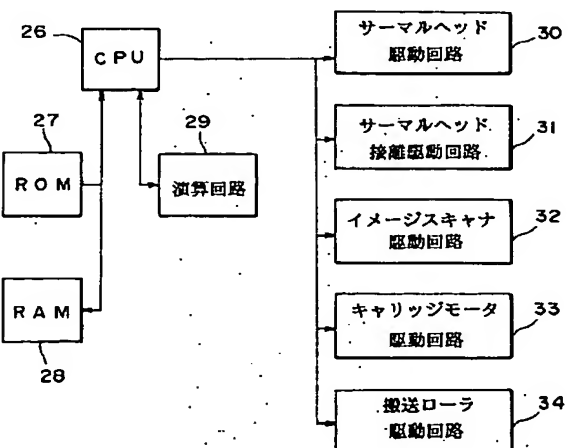 26
CPU
27
ROM
29
演算回路
RAM
28
サーマルヘッド
駆動回路
30
サーマルヘッド
接離駆動回路
31
イメージスキャナ
駆動回路
32
キャリッジモータ
駆動回路
33
搬送ローラ
駆動回路
34